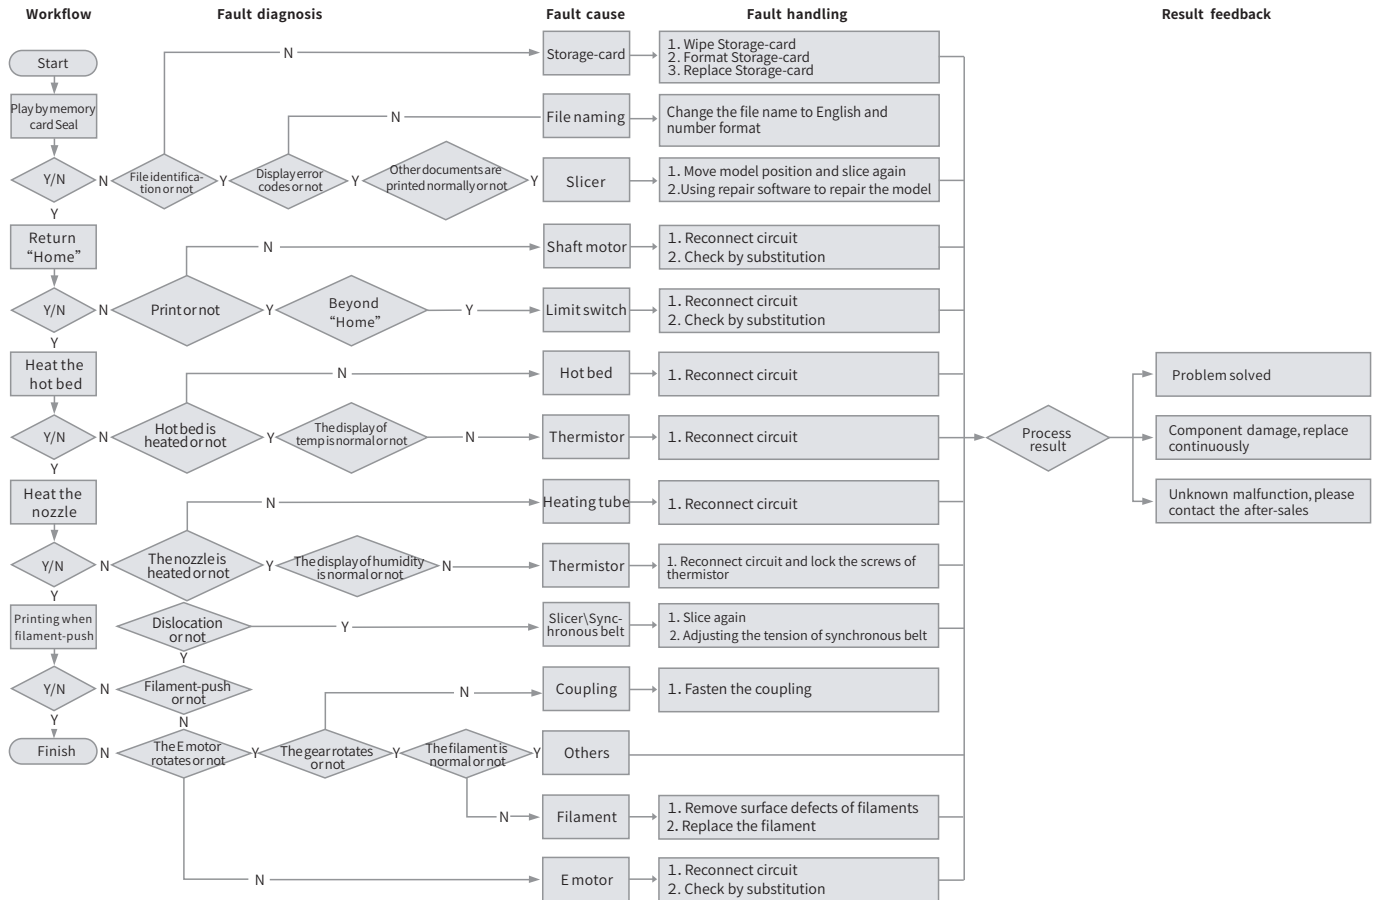 Workflow
Fault diagnosis
Fault cause
Fault handling
Result feedback
Start
N
Storage-card
1. Wipe Storage-card
2. Format Storage-card
3. Replace Storage-card
Play by memory
card Seal
N
File naming
Change the file name to English and
number format
Y/N
N
File identifica-
tion or not
Y
Display error
codes or not
Y
Other documents are
printed normally or not
Y
Slicer
1. Move model position and slice again
2.Using repair software to repair the model
Y
Return
“Home”
N
Shaft motor
1. Reconnect circuit
2. Check by substitution
Y/N
N
Print or not
Y
Beyond
“Home”
Y
Limit switch
1. Reconnect circuit
2. Check by substitution
Y
Heat the
hot bed
N
Hot bed
1. Reconnect circuit
Problem solved
Y/N
N
Hot bed is
heated or not
Y
The display of
temp is normal or not
N
Thermistor
1. Reconnect circuit
Process
result
Component damage, replace
continuously
Y
Heat the
nozzle
N
Heating tube
1. Reconnect circuit
Unknown malfunction, please
contact the after-sales
Y/N
N
The nozzle is
heated or not
Y
The display of humidity
is normal or not
N
Thermistor
1. Reconnect circuit and lock the screws of
thermistor
Y
Printing when
filament-push
Dislocation
or not
Y
Slicer\Sync-
hronous belt
1. Slice again
2. Adjusting the tension of synchronous belt
Y
Y/N
N
Filament-push
or not
N
Coupling
1. Fasten the coupling
Y
N
Finish
N
The E motor
rotates or not
Y
The gear rotates
or not
Y
The filament is
normal or not
Y
Others
N
Filament
1. Remove surface defects of filaments
2. Replace the filament
N
E motor
1. Reconnect circuit
2. Check by substitution